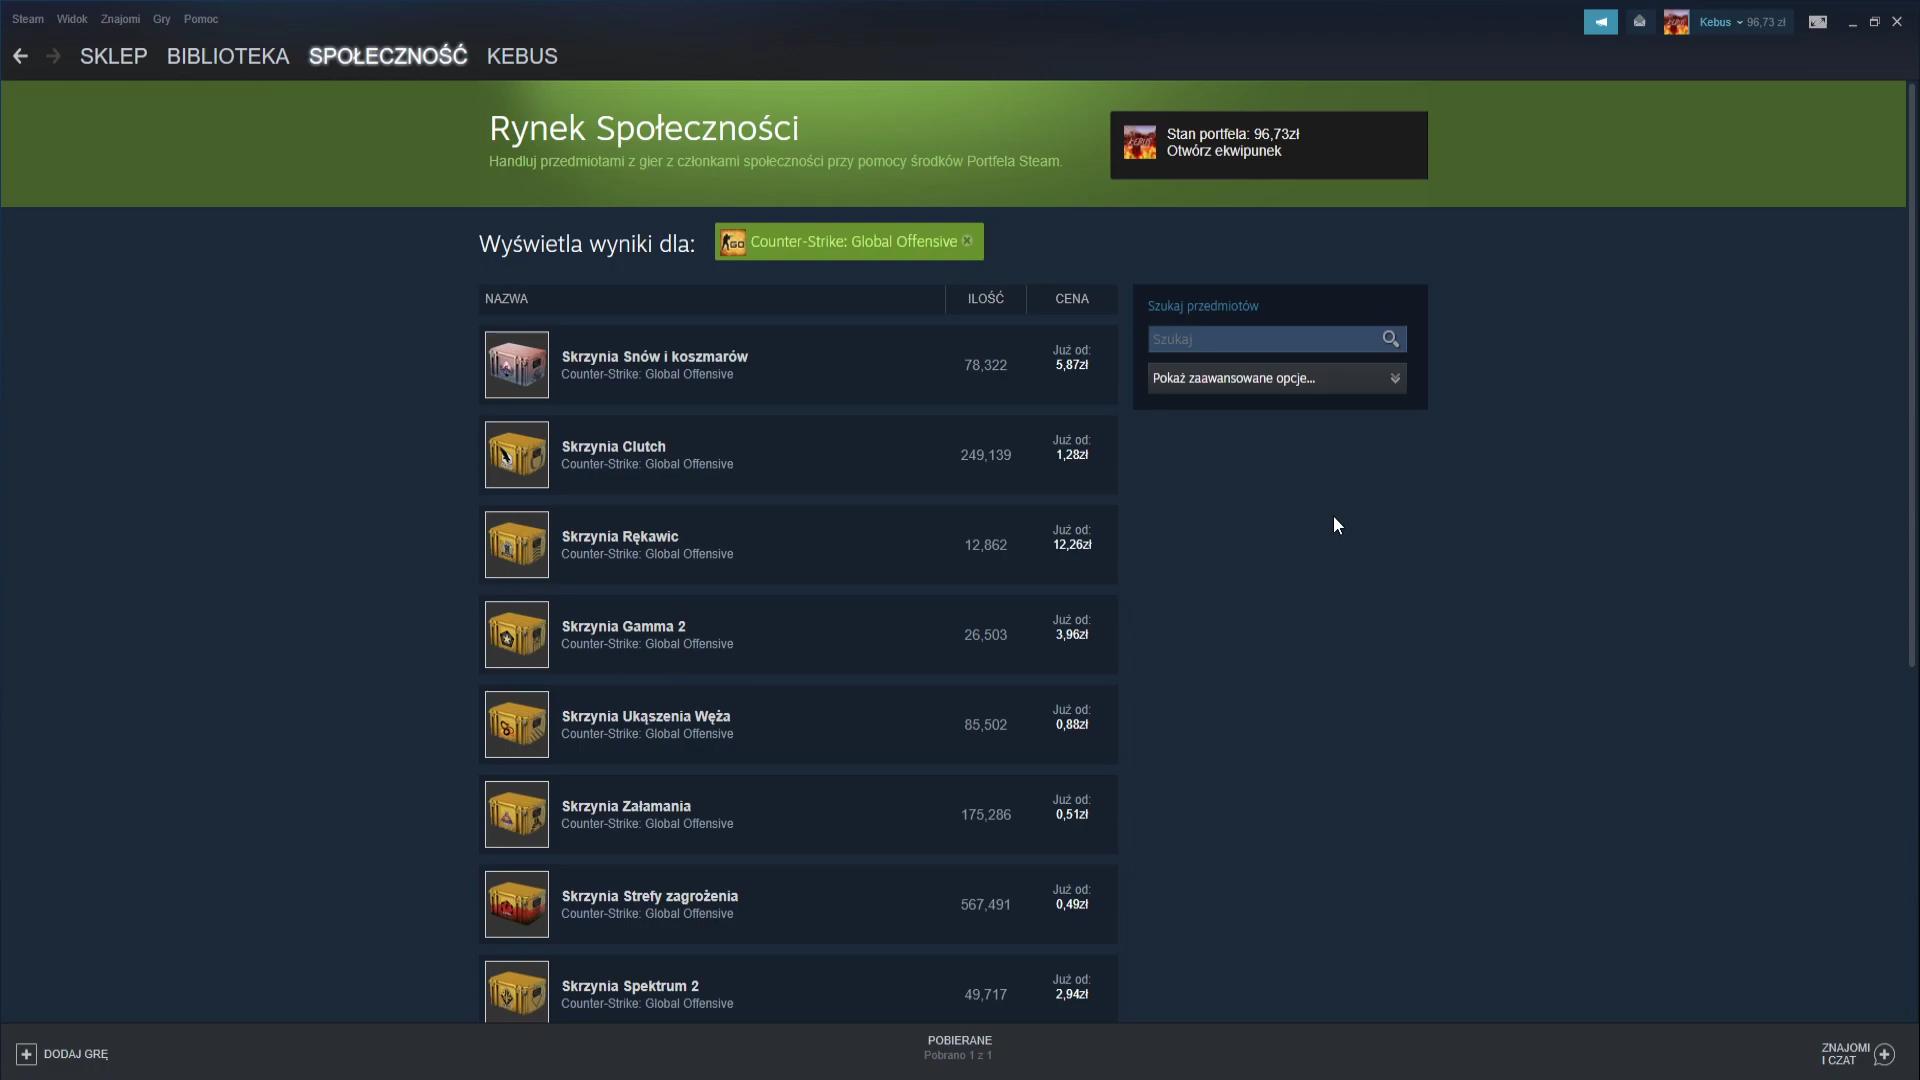 Steam Widok Znajomi Gry Pomoc
Kebus 96,73 zł
SKLEP BIBLIOTEKA SPOŁECZNOŚĆ KEBUS
Rynek Społeczności
Handluj przedmiotami z gier z członkami społeczności przy pomocy środków Portfela Steam.
Stan portfela: 96,73zł
Otwórz ekwipunek
Wyświetla wyniki dla: Counter-Strike: Global Offensive
NAZWA ILOŚĆ CENA
Skrzynia Snów i koszmarów
Counter-Strike: Global Offensive
78,322
Już od:
5,87zł
Skrzynia Clutch
Counter-Strike: Global Offensive
249,139
Już od:
1,28zł
Skrzynia Rękawic
Counter-Strike: Global Offensive
12,862
Już od:
12,26zł
Skrzynia Gamma 2
Counter-Strike: Global Offensive
26,503
Już od:
3,96zł
Skrzynia Ukąszenia Węża
Counter-Strike: Global Offensive
85,502
Już od:
0,88zł
Skrzynia Załamania
Counter-Strike: Global Offensive
175,286
Już od:
0,51zł
Skrzynia Strefy zagrożenia
Counter-Strike: Global Offensive
567,491
Już od:
0,49zł
Skrzynia Spektrum 2
Counter-Strike: Global Offensive
49,717
Już od:
2,94zł
Szukaj przedmiotów
Szukaj
Pokaż zaawansowane opcje...
DODAJ GRĘ
POBIERANE
Pobrano 1 z 1
ZNAJOMI
I CZAT